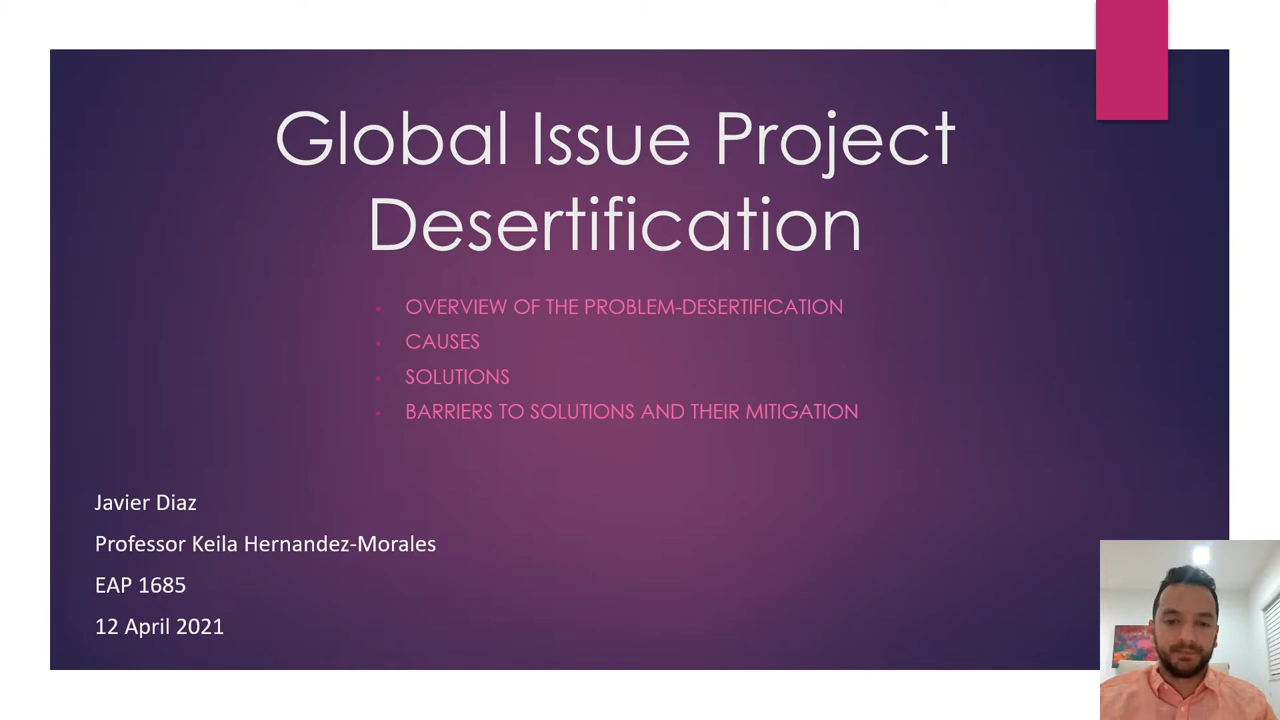 Global Issue Project
Desertification
OVERVIEW OF THE PROBLEM-DESERTIFICATION
CAUSES
SOLUTIONS
BARRIERS TO SOLUTIONS AND THEIR MITIGATION
Javier Diaz
Professor Keila Hernandez-Morales
EAP 1685
12 April 2021